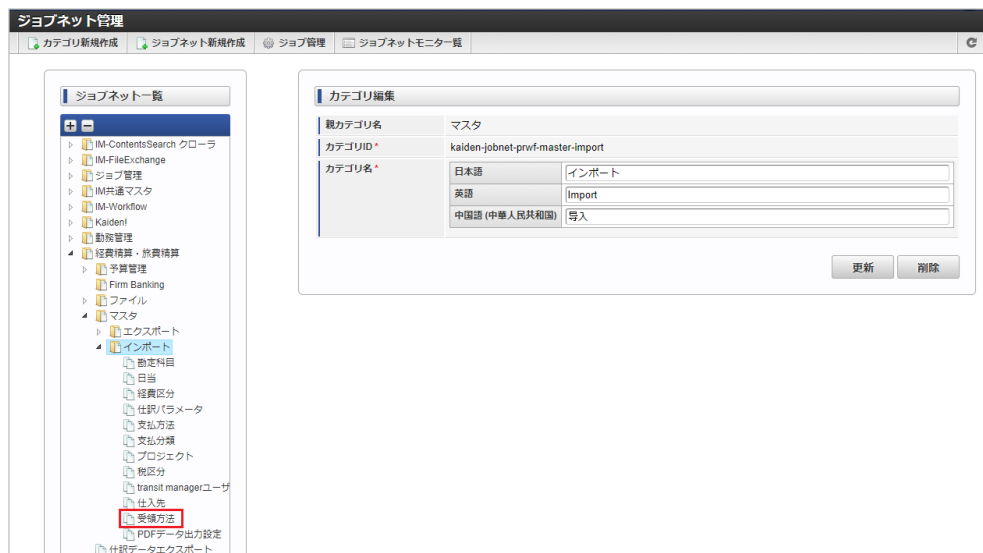 ジョブネット管理
カテゴリ新規作成 ジョブネット新規作成 ジョブ管理 ジョブネットモニター覧
ジョブネット一覧
IM-ContentsSearch クローラ
IM-FileExchange
ジョブ管理
IM共通マスタ
IM-Workflow
Kaiden!
勤務管理
経費精算・旅費精算
予算管理
Firm Banking
ファイル
マスタ
エクスポート
インポート
勘定科目
日当
経費区分
仕訳パラメータ
支払方法
支払分類
プロジェクト
税区分
transit managerユーザ
仕入先
受領方法
PDFデータ出力設定
仕訳データエクスポート
カテゴリ編集
親カテゴリ名 マスタ
カテゴリID* kaiden-jobnet-prwf-master-import
カテゴリ名*
日本語 インポート
英語 Import
中国語 (中華人民共和国) 导入
更新 削除